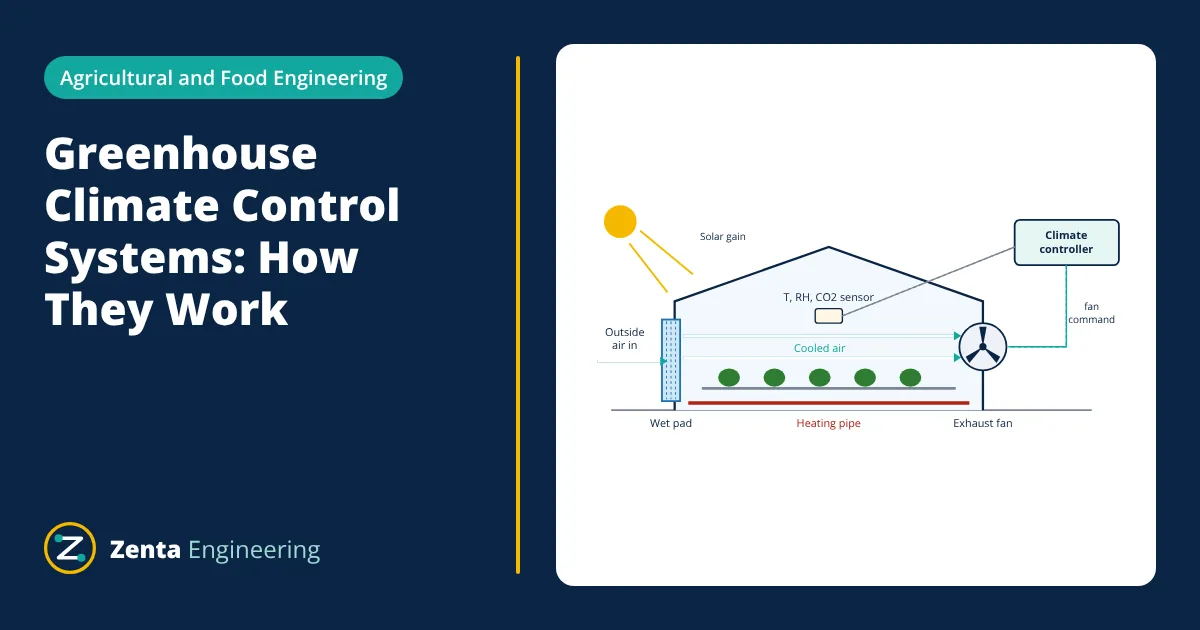 Agricultural and Food Engineering
Greenhouse
Climate Control
Systems: How
They Work
Zenta Engineering
Solar gain
Climate
controller
T, RH, CO2 sensor
fan
command
Outside
air in
Cooled air
Wet pad
Heating pipe
Exhaust fan